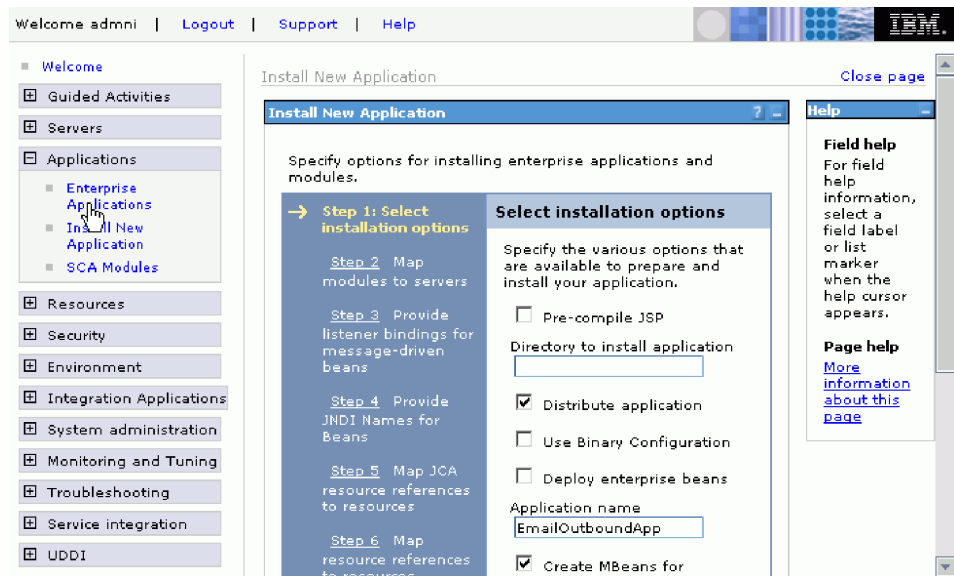 Welcome admni | Logout | Support | Help
IBM.
Welcome
Guided Activities
Servers
Applications
Enterprise
Applications
Install New
Application
SCA Modules
Resources
Security
Environment
Integration Applications
System administration
Monitoring and Tuning
Troubleshooting
Service integration
UDDI
Install New Application
Close page
Install New Application ? -
Specify options for installing enterprise applications and
modules.
Step 1: Select
installation options
Step 2 Map
modules to servers
Step 3 Provide
listener bindings for
message-driven
beans
Step 4 Provide
JNDI Names for
Beans
Step 5 Map JCA
resource references
to resources
Step 6 Map
resource references
to resources
Select installation options
Specify the various options that
are available to prepare and
install your application.
Pre-compile JSP
Directory to install application
Distribute application
Use Binary Configuration
Deploy enterprise beans
Application name
EmailOutboundApp
Create MBeans for
Help -
Field help
For field
help
information,
select a
field label
or list
marker
when the
help cursor
appears.
Page help
More
information
about this
page